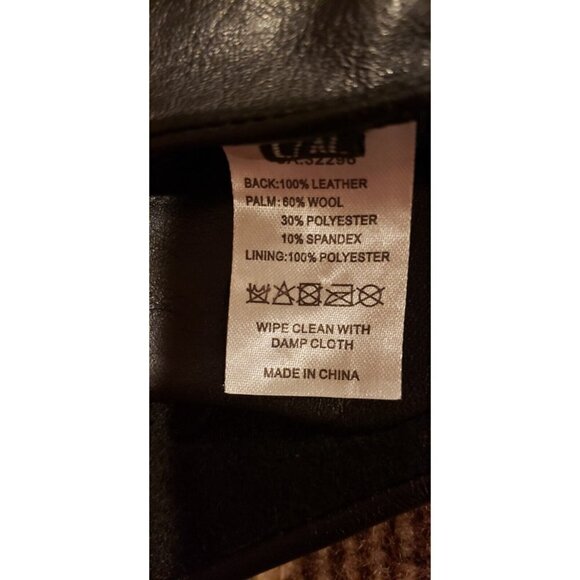 L/XL
BACK:100% LEATHER
PALM: 60% WOOL
30% POLYESTER
10% SPANDEX
LINING:100% POLYESTER
WIPE CLEAN WITH
DAMP CLOTH
MADE IN CHINA